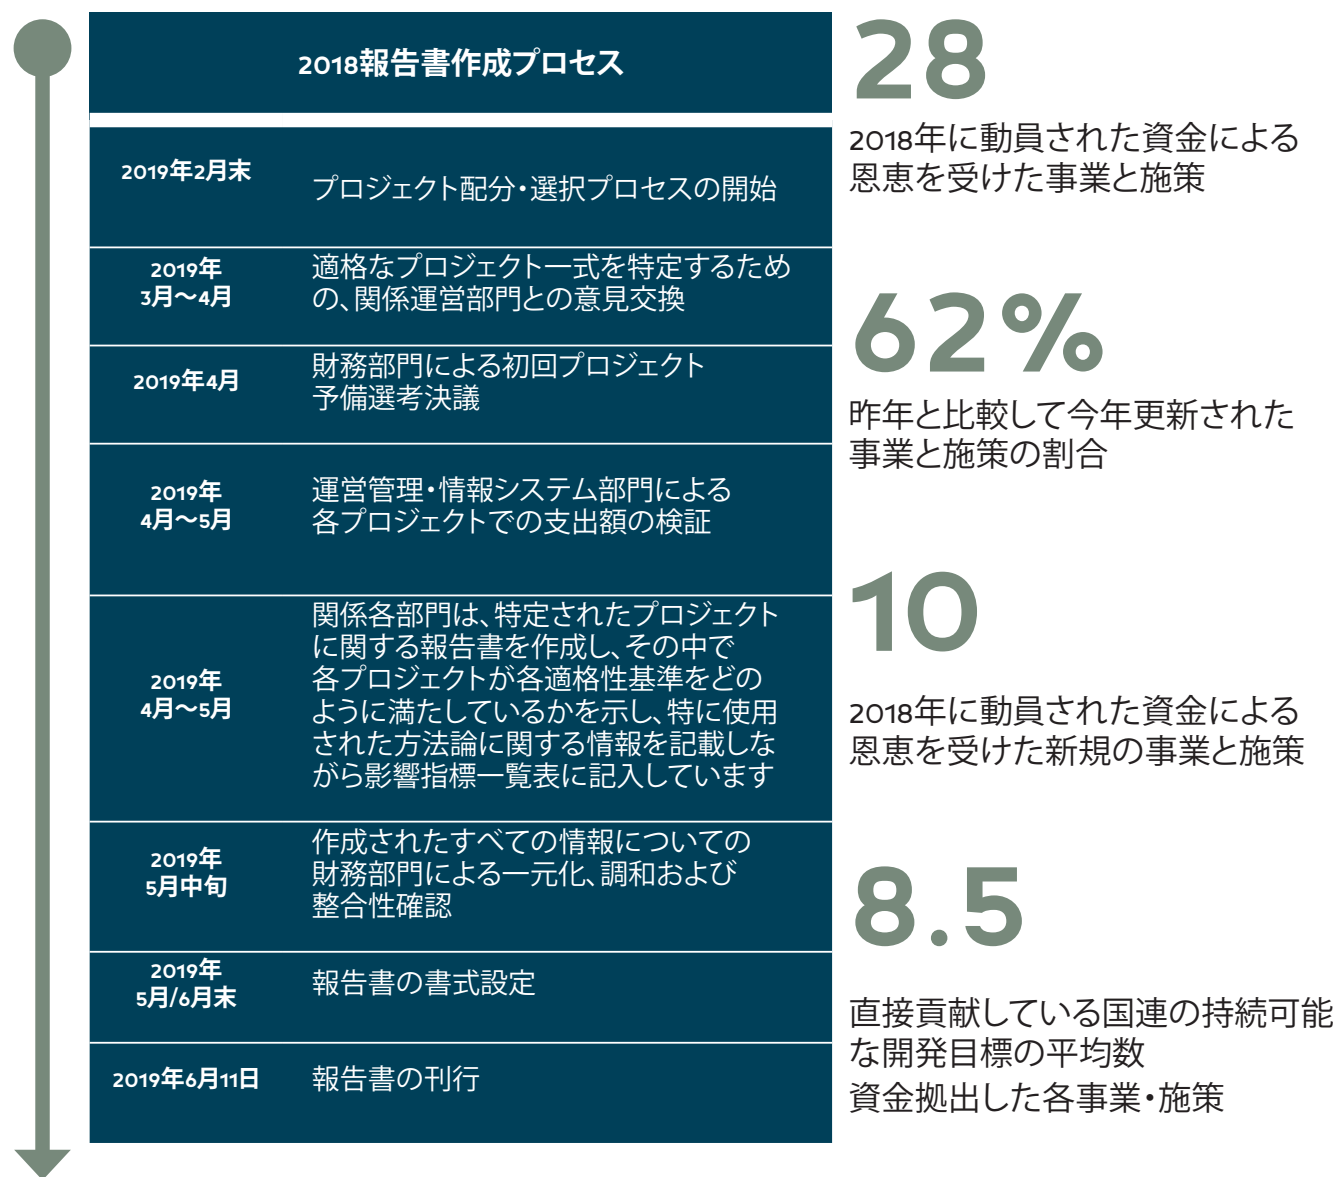 2018報告書作成プロセス
2019年2月末
プロジェクト配分・選択プロセスの開始
2019年
3月〜4月
適格なプロジェクト一式を特定するため
の、関係運営部門との意見交換
2019年4月
財務部門による初回プロジェクト
予備選考決議
2019年
4月〜5月
運営管理・情報システム部門による
各プロジェクトでの支出額の検証
2019年
4月〜5月
関係各部門は、特定されたプロジェクト
に関する報告書を作成し、その中で
各プロジェクトが各適格性基準をどの
ように満たしているかを示し、特に使用
された方法論に関する情報を記載しな
がら影響指標一覧表に記入しています
2019年
5月中旬
作成されたすべての情報についての
財務部門による一元化、調和および
整合性確認
2019年
5月/6月末
報告書の書式設定
2019年6月11日
報告書の刊行
28
2018年に動員された資金による
恩恵を受けた事業と施策
62%
昨年と比較して今年更新された
事業と施策の割合
10
2018年に動員された資金による
恩恵を受けた新規の事業と施策
8.5
直接貢献している国連の持続可能
な開発目標の平均数
資金拠出した各事業・施策